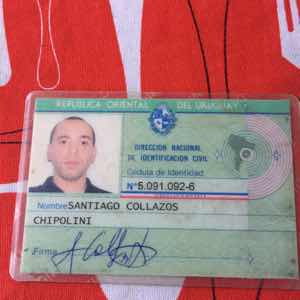 REPUBLICA ORIENTAL DEL URUGUAY
DIRECCION NACIONAL
DE IDENTIFICACION CIVIL
Cédula de Identidad
Nº 5.091.092-6
Nombre SANTIAGO COLLAZOS
CHIPOLINI
Firma